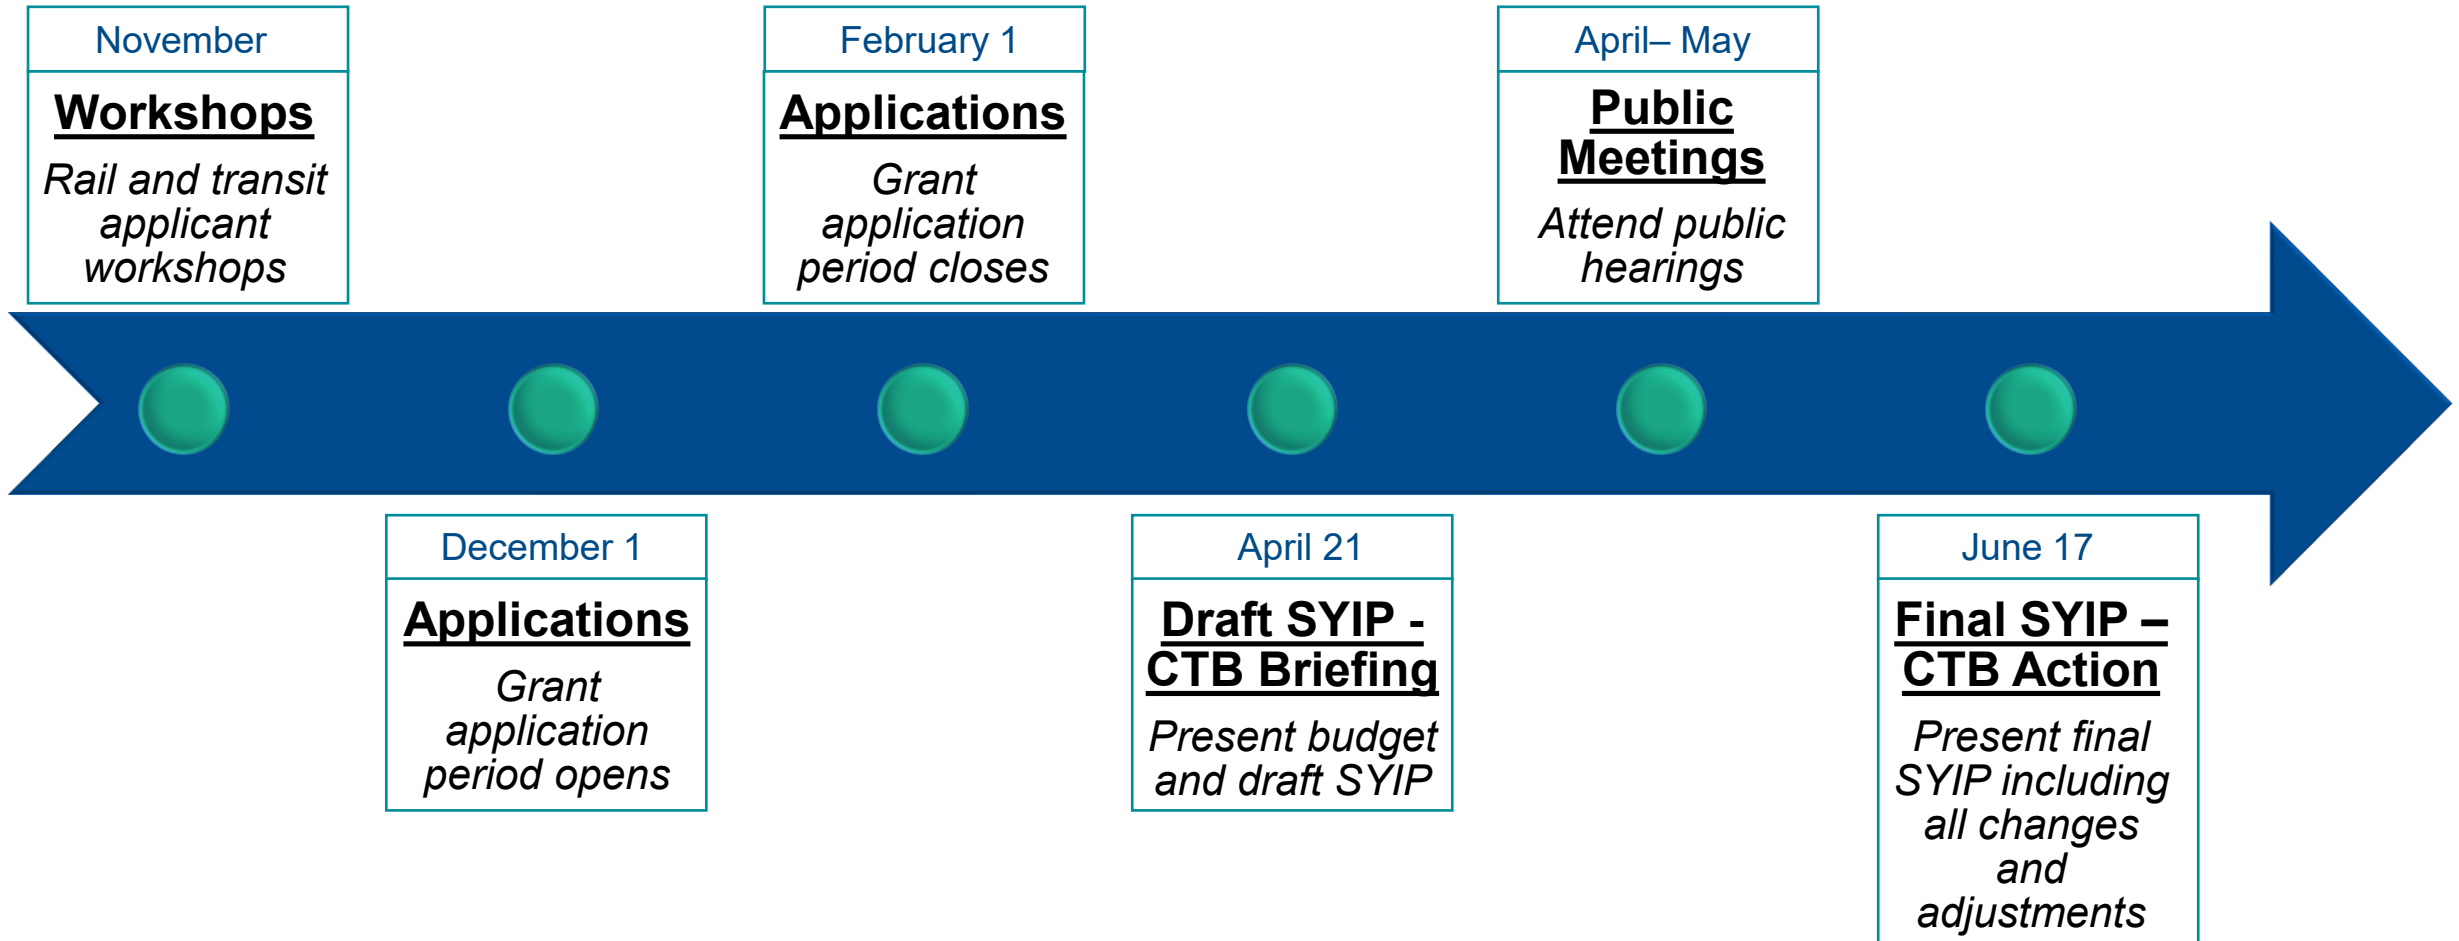 November
Workshops
Rail and transit
applicant
workshops
December 1
Applications
Grant
application
period opens
February 1
Applications
Grant
application
period closes
April 21
Draft SYIP -
CTB Briefing
Present budget
and draft SYIP
April– May
Public
Meetings
Attend public
hearings
June 17
Final SYIP –
CTB Action
Present final
SYIP including
all changes
and
adjustments